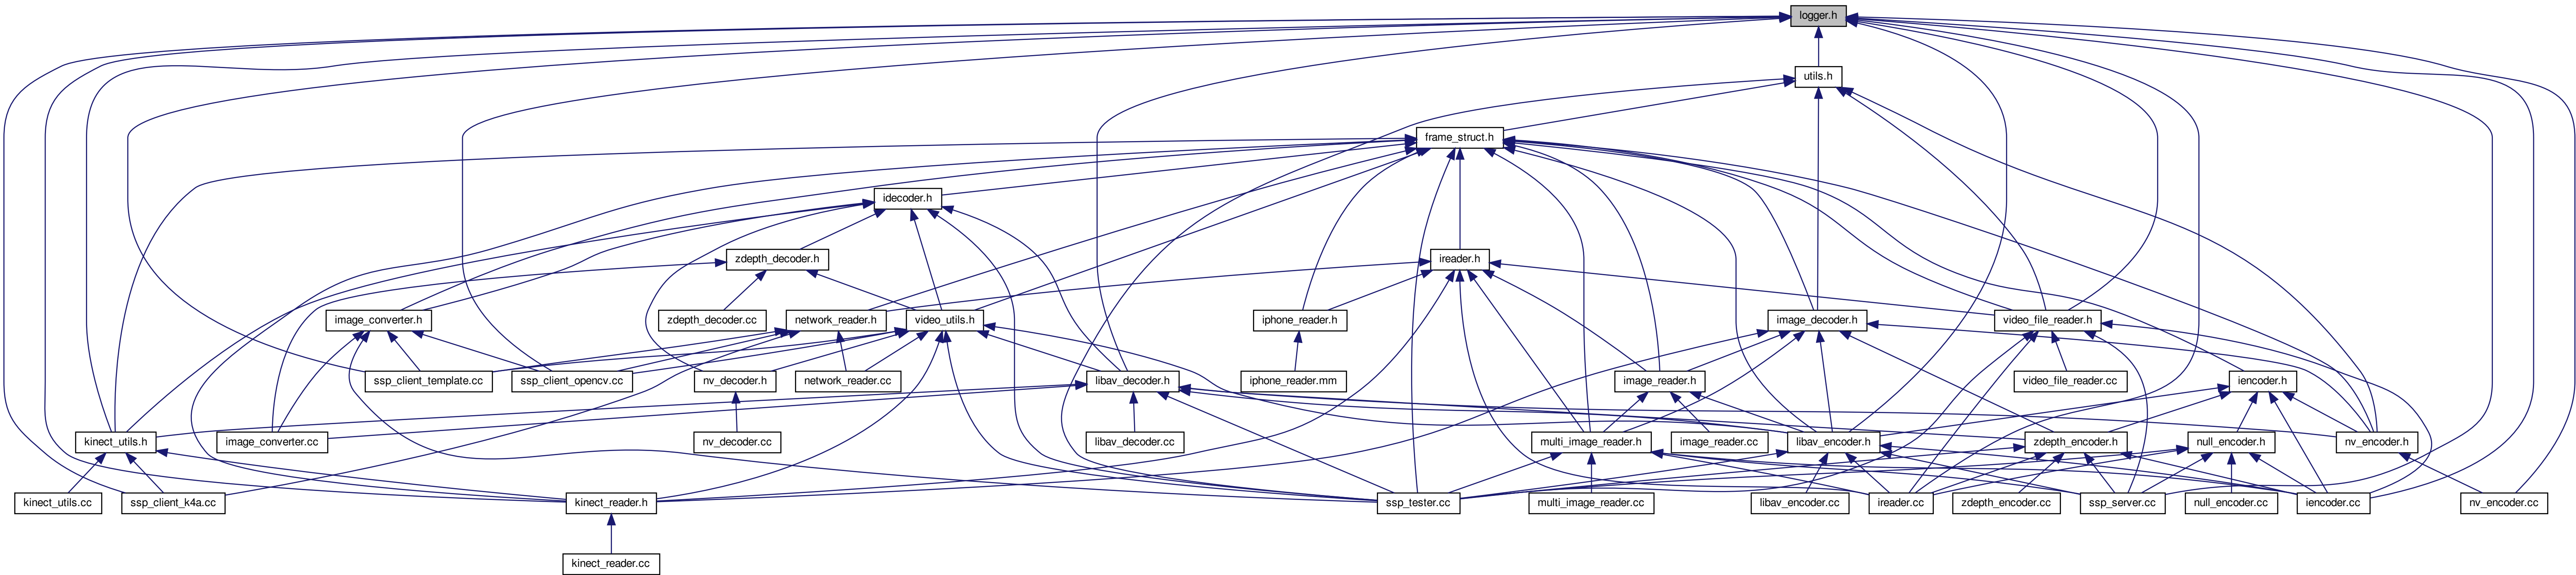 logger.h
utils.h
frame_struct.h
idecoder.h
zdepth_decoder.h
ireader.h
image_converter.h
zdepth_decoder.cc
network_reader.h
video_utils.h
iphone_reader.h
image_decoder.h
video_file_reader.h
ssp_client_template.cc
ssp_client_opencv.cc
nv_decoder.h
network_reader.cc
libav_decoder.h
iphone_reader.mm
image_reader.h
video_file_reader.cc
iencoder.h
kinect_utils.h
image_converter.cc
nv_decoder.cc
libav_decoder.cc
multi_image_reader.h
image_reader.cc
libav_encoder.h
zdepth_encoder.h
null_encoder.h
nv_encoder.h
kinect_utils.cc
ssp_client_k4a.cc
kinect_reader.h
ssp_tester.cc
multi_image_reader.cc
libav_encoder.cc
ireader.cc
zdepth_encoder.cc
ssp_server.cc
null_encoder.cc
iencoder.cc
nv_encoder.cc
kinect_reader.cc